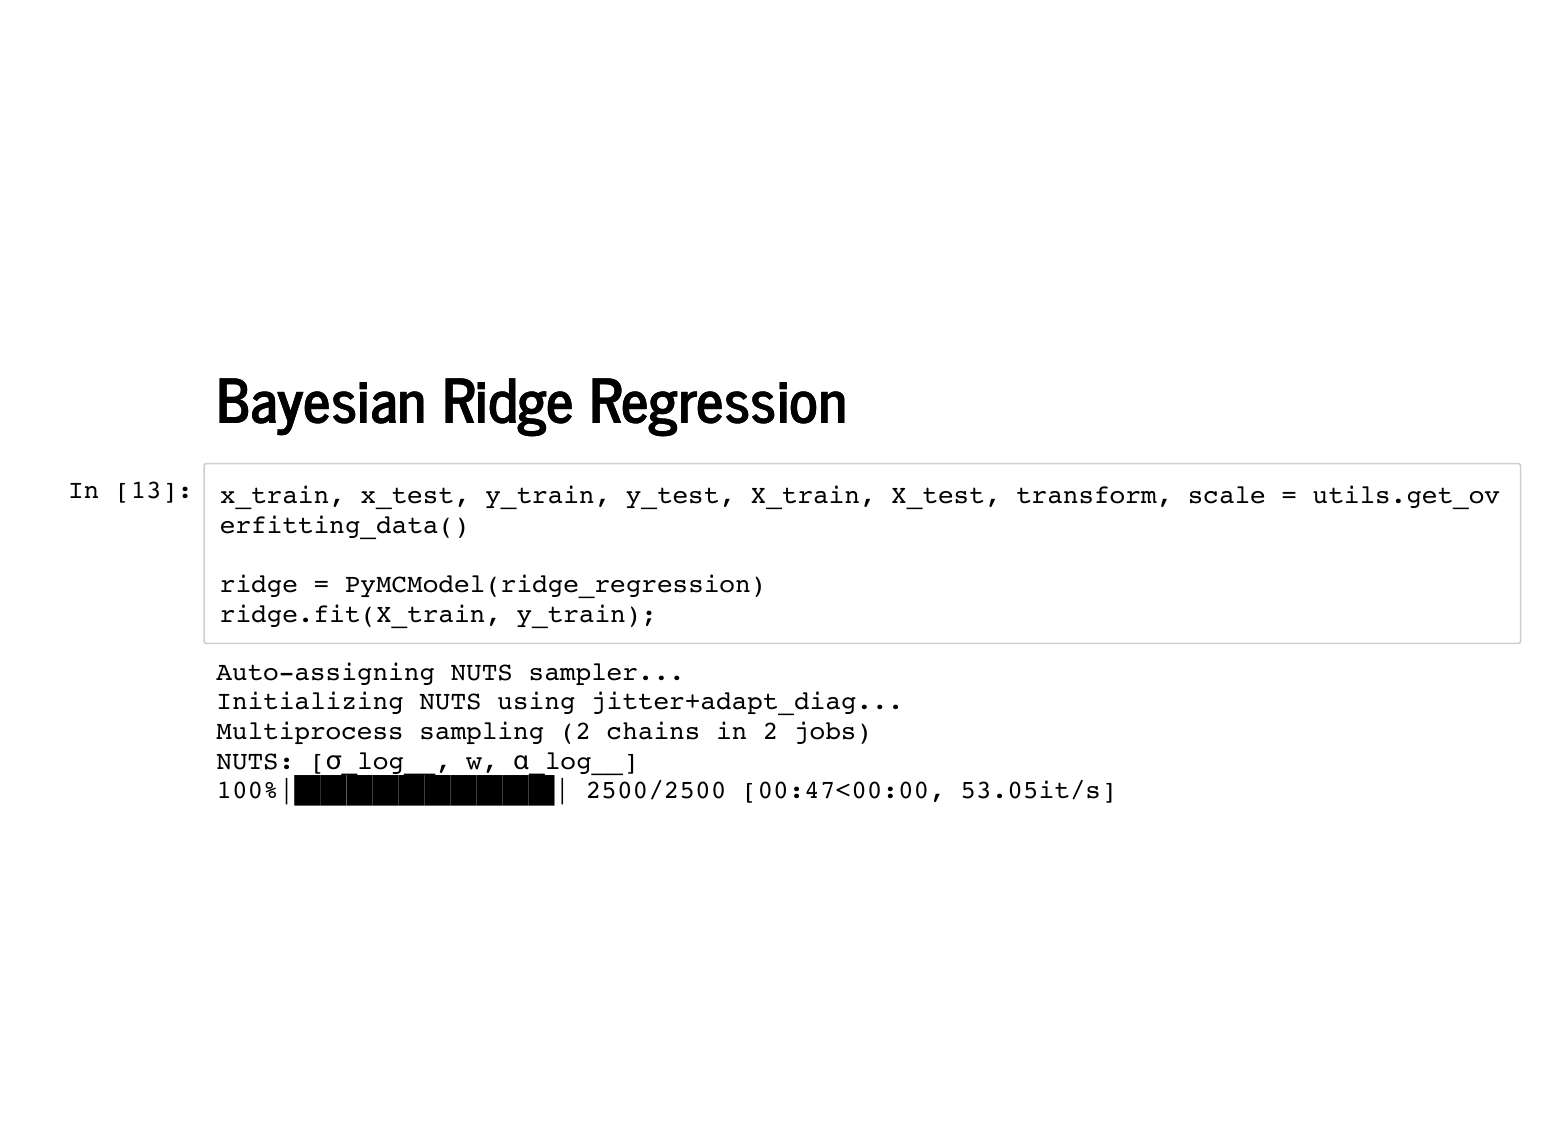 Bayesian Ridge Regression
In [13]:
x_train, x_test, y_train, y_test, X_train, X_test, transform, scale = utils.get_ov
erfitting_data()
ridge = PyMCModel(ridge_regression)
ridge.fit(X_train, y_train);
Auto-assigning NUTS sampler...
Initializing NUTS using jitter+adapt_diag...
Multiprocess sampling (2 chains in 2 jobs)
NUTS: [σ_log__, w, α_log__]
100%|██████████| 2500/2500 [00:47<00:00, 53.05it/s]